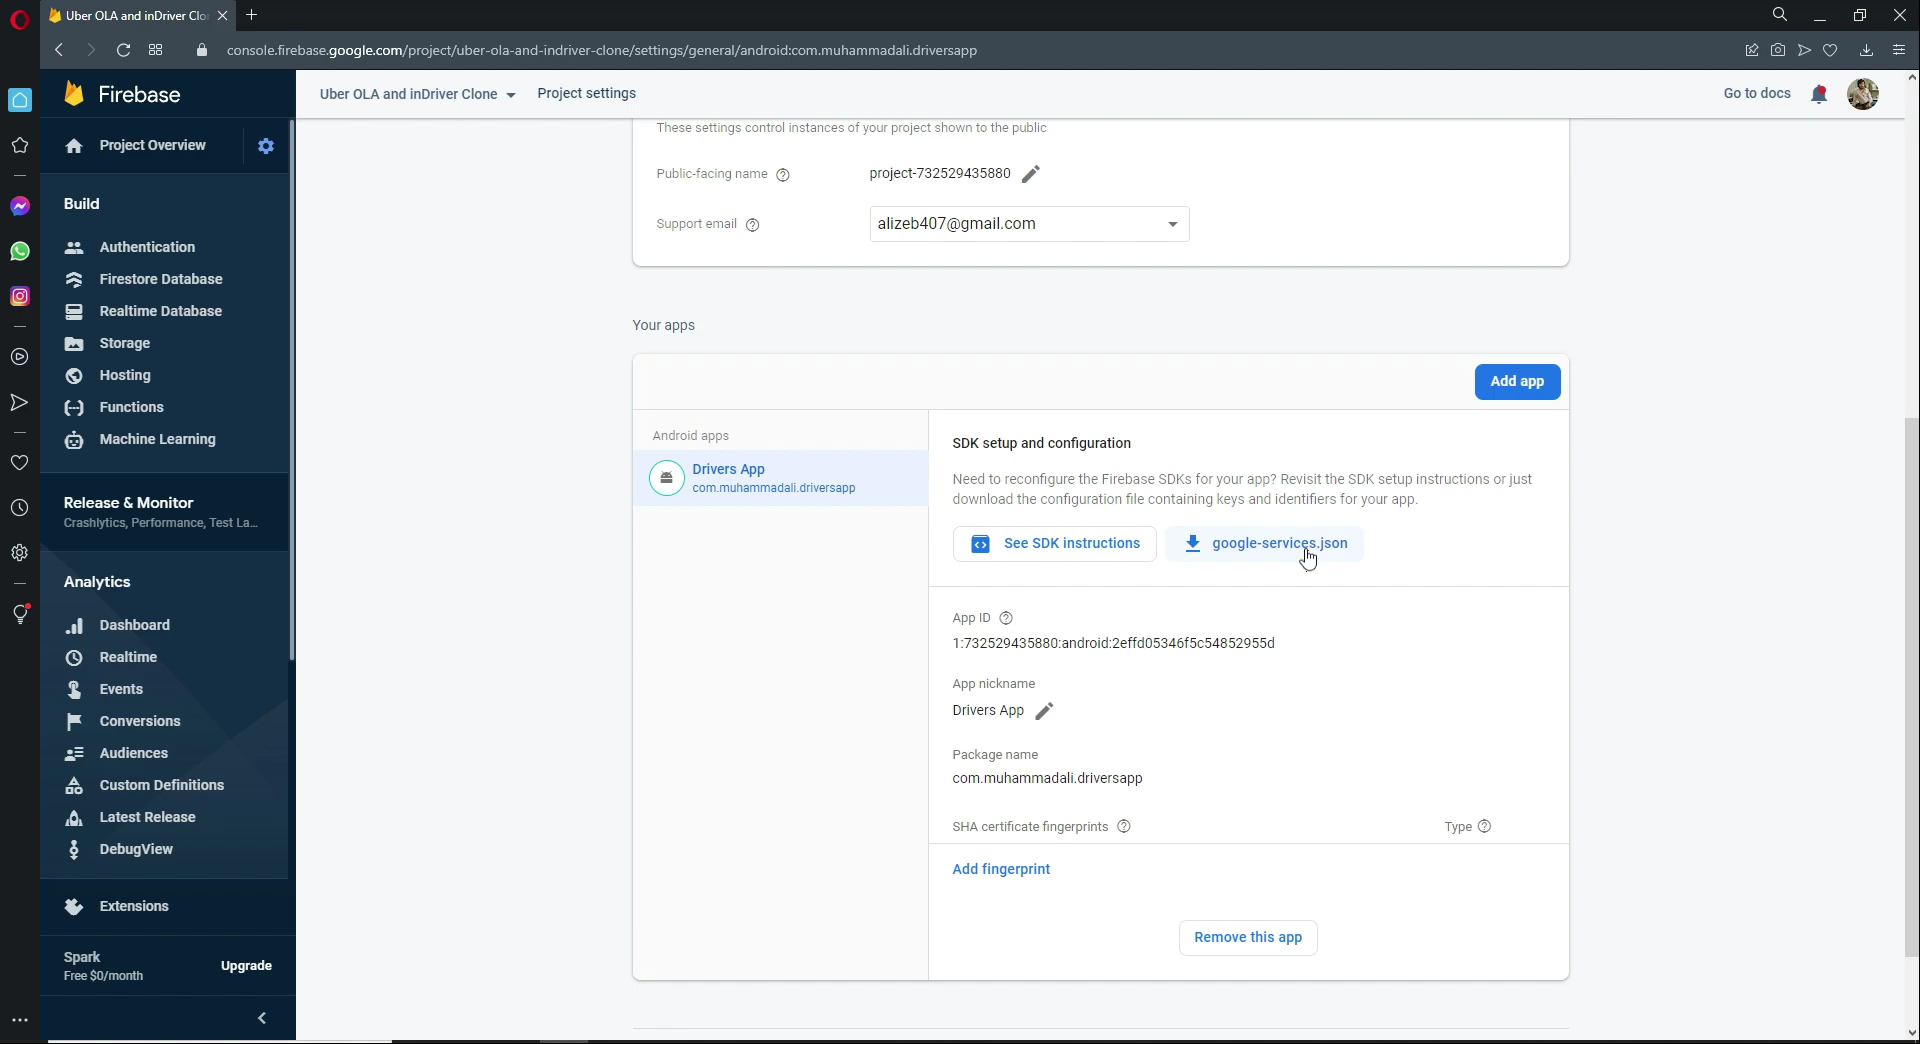 Uber OLA and inDriver Clo
console.firebase.google.com/project/uber-ola-and-indriver-clone/settings/general/android:com.muhammadali.driversapp
Firebase
Uber OLA and inDriver Clone
Project settings
Go to docs
Project Overview
Build
Authentication
Firestore Database
Realtime Database
Storage
Hosting
Functions
Machine Learning
Release & Monitor
Crashlytics, Performance, Test La...
Analytics
Dashboard
Realtime
Events
Conversions
Audiences
Custom Definitions
Latest Release
DebugView
Extensions
Spark
Free $0/month
Upgrade
These settings control instances of your project shown to the public
Public-facing name
project-732529435880
Support email
alizeb407@gmail.com
Your apps
Add app
Android apps
Drivers App
com.muhammadali.driversapp
SDK setup and configuration
Need to reconfigure the Firebase SDKs for your app? Revisit the SDK setup instructions or just
download the configuration file containing keys and identifiers for your app.
See SDK instructions
google-services.json
App ID
1:732529435880:android:2effd05346f5c54852955d
App nickname
Drivers App
Package name
com.muhammadali.driversapp
SHA certificate fingerprints
Type
Add fingerprint
Remove this app